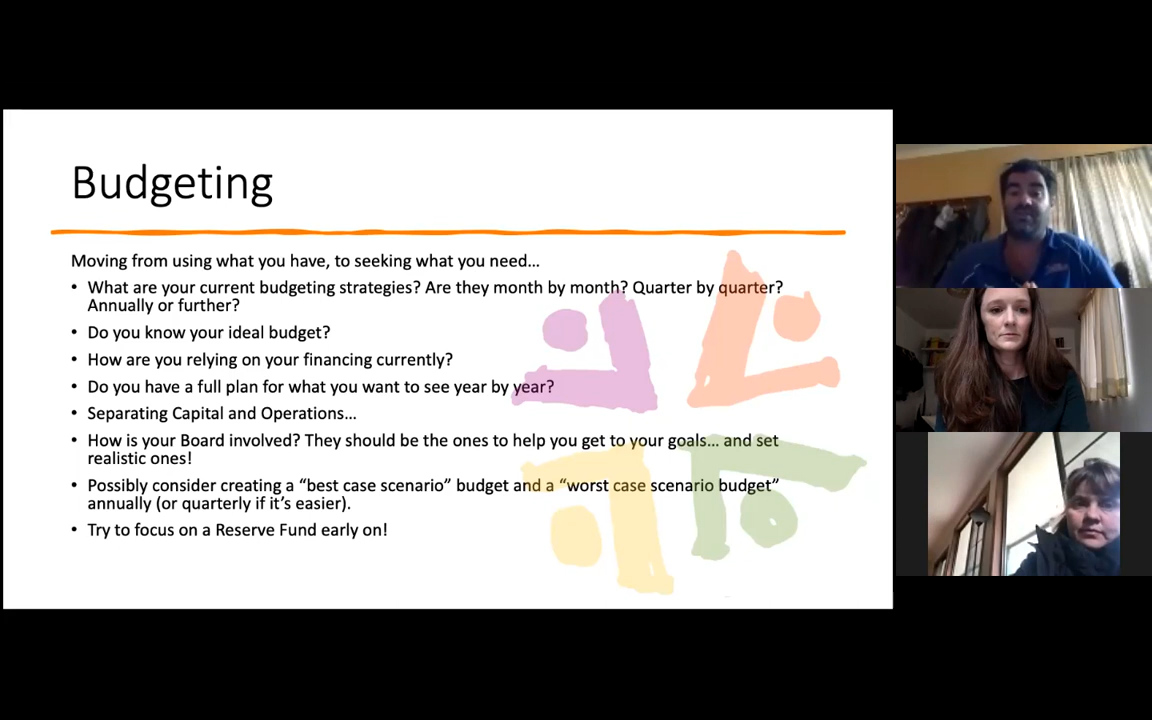 Budgeting
Moving from using what you have, to seeking what you need…
• What are your current budgeting strategies? Are they month by month? Quarter by quarter?
Annually or further?
• Do you know your ideal budget?
• How are you relying on your financing currently?
• Do you have a full plan for what you want to see year by year?
• Separating Capital and Operations…
• How is your Board involved? They should be the ones to help you get to your goals… and set
realistic ones!
• Possibly consider creating a “best case scenario” budget and a “worst case scenario budget”
annually (or quarterly if it’s easier).
• Try to focus on a Reserve Fund early on!